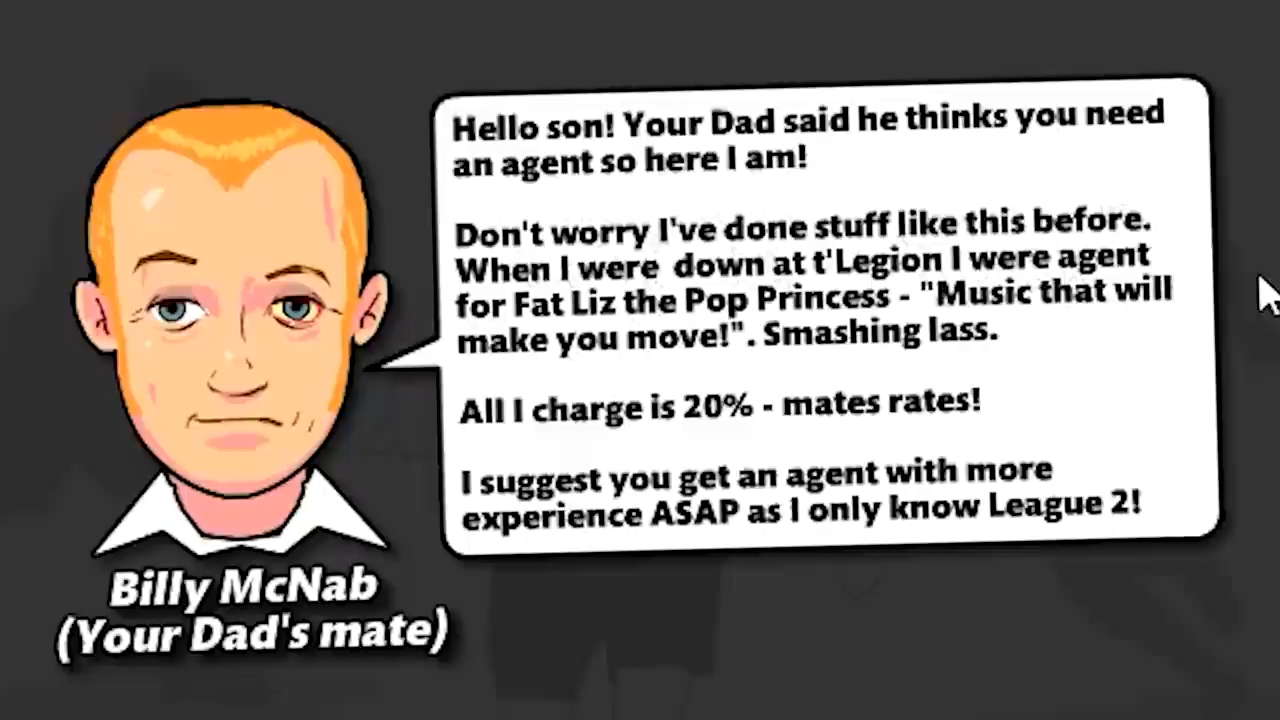 Hello son! Your Dad said he thinks you need
an agent so here I am!
Don't worry I've done stuff like this before.
When I were down at t'Legion I were agent
for Fat Liz the Pop Princess - "Music that will
make you move!". Smashing lass.
All I charge is 20% - mates rates!
I suggest you get an agent with more
experience ASAP as I only know League 2!
Billy McNab
(Your Dad's mate)